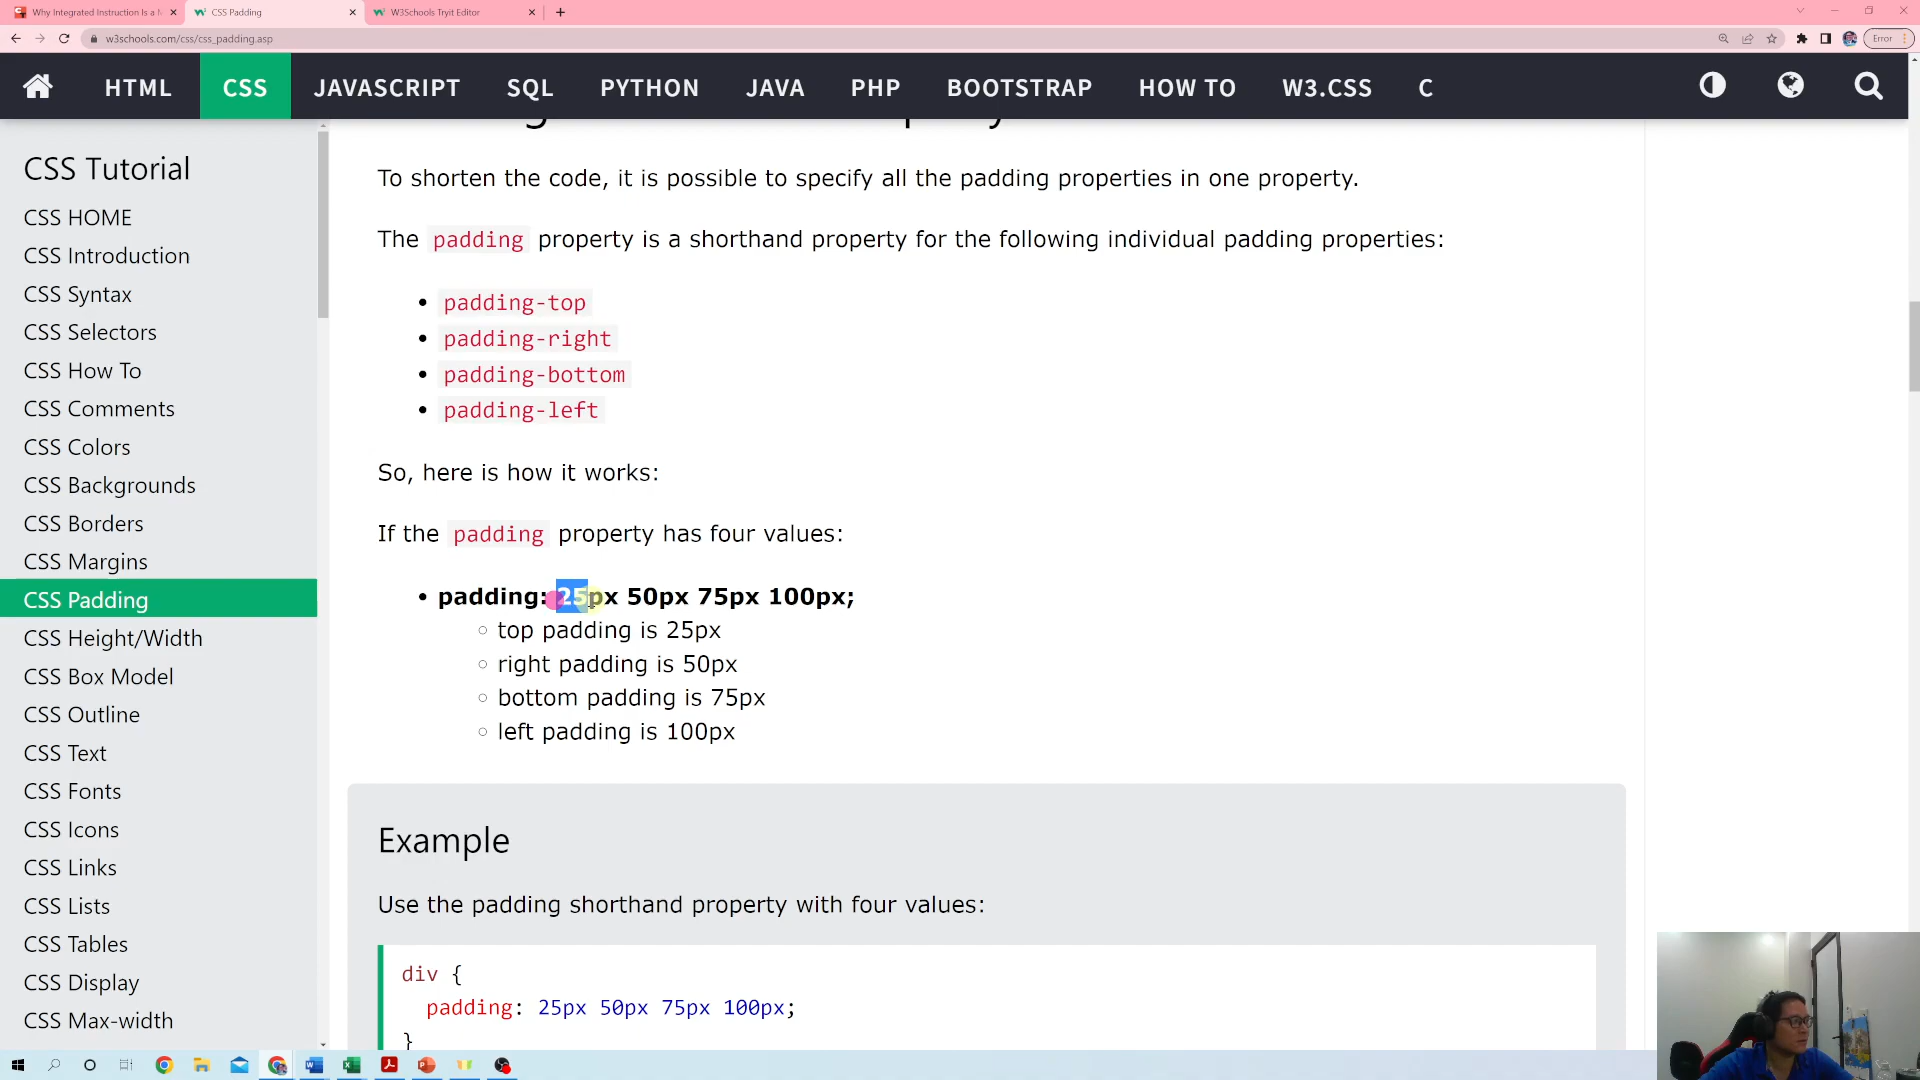 Why Integrated Instruction Is a
CSS Padding
W3Schools Tryit Editor
w3schools.com/css/css_padding.asp
Error
HTML
CSS
JAVASCRIPT
SQL
PYTHON
JAVA
PHP
BOOTSTRAP
HOW TO
W3.CSS
C
CSS Tutorial
CSS HOME
CSS Introduction
CSS Syntax
CSS Selectors
CSS How To
CSS Comments
CSS Colors
CSS Backgrounds
CSS Borders
CSS Margins
CSS Padding
CSS Height/Width
CSS Box Model
CSS Outline
CSS Text
CSS Fonts
CSS Icons
CSS Links
CSS Lists
CSS Tables
CSS Display
CSS Max-width
To shorten the code, it is possible to specify all the padding properties in one property.
The padding property is a shorthand property for the following individual padding properties:
padding-top
padding-right
padding-bottom
padding-left
So, here is how it works:
If the padding property has four values:
padding: 25px 50px 75px 100px;
top padding is 25px
right padding is 50px
bottom padding is 75px
left padding is 100px
Example
Use the padding shorthand property with four values:
div {
padding: 25px 50px 75px 100px;
}